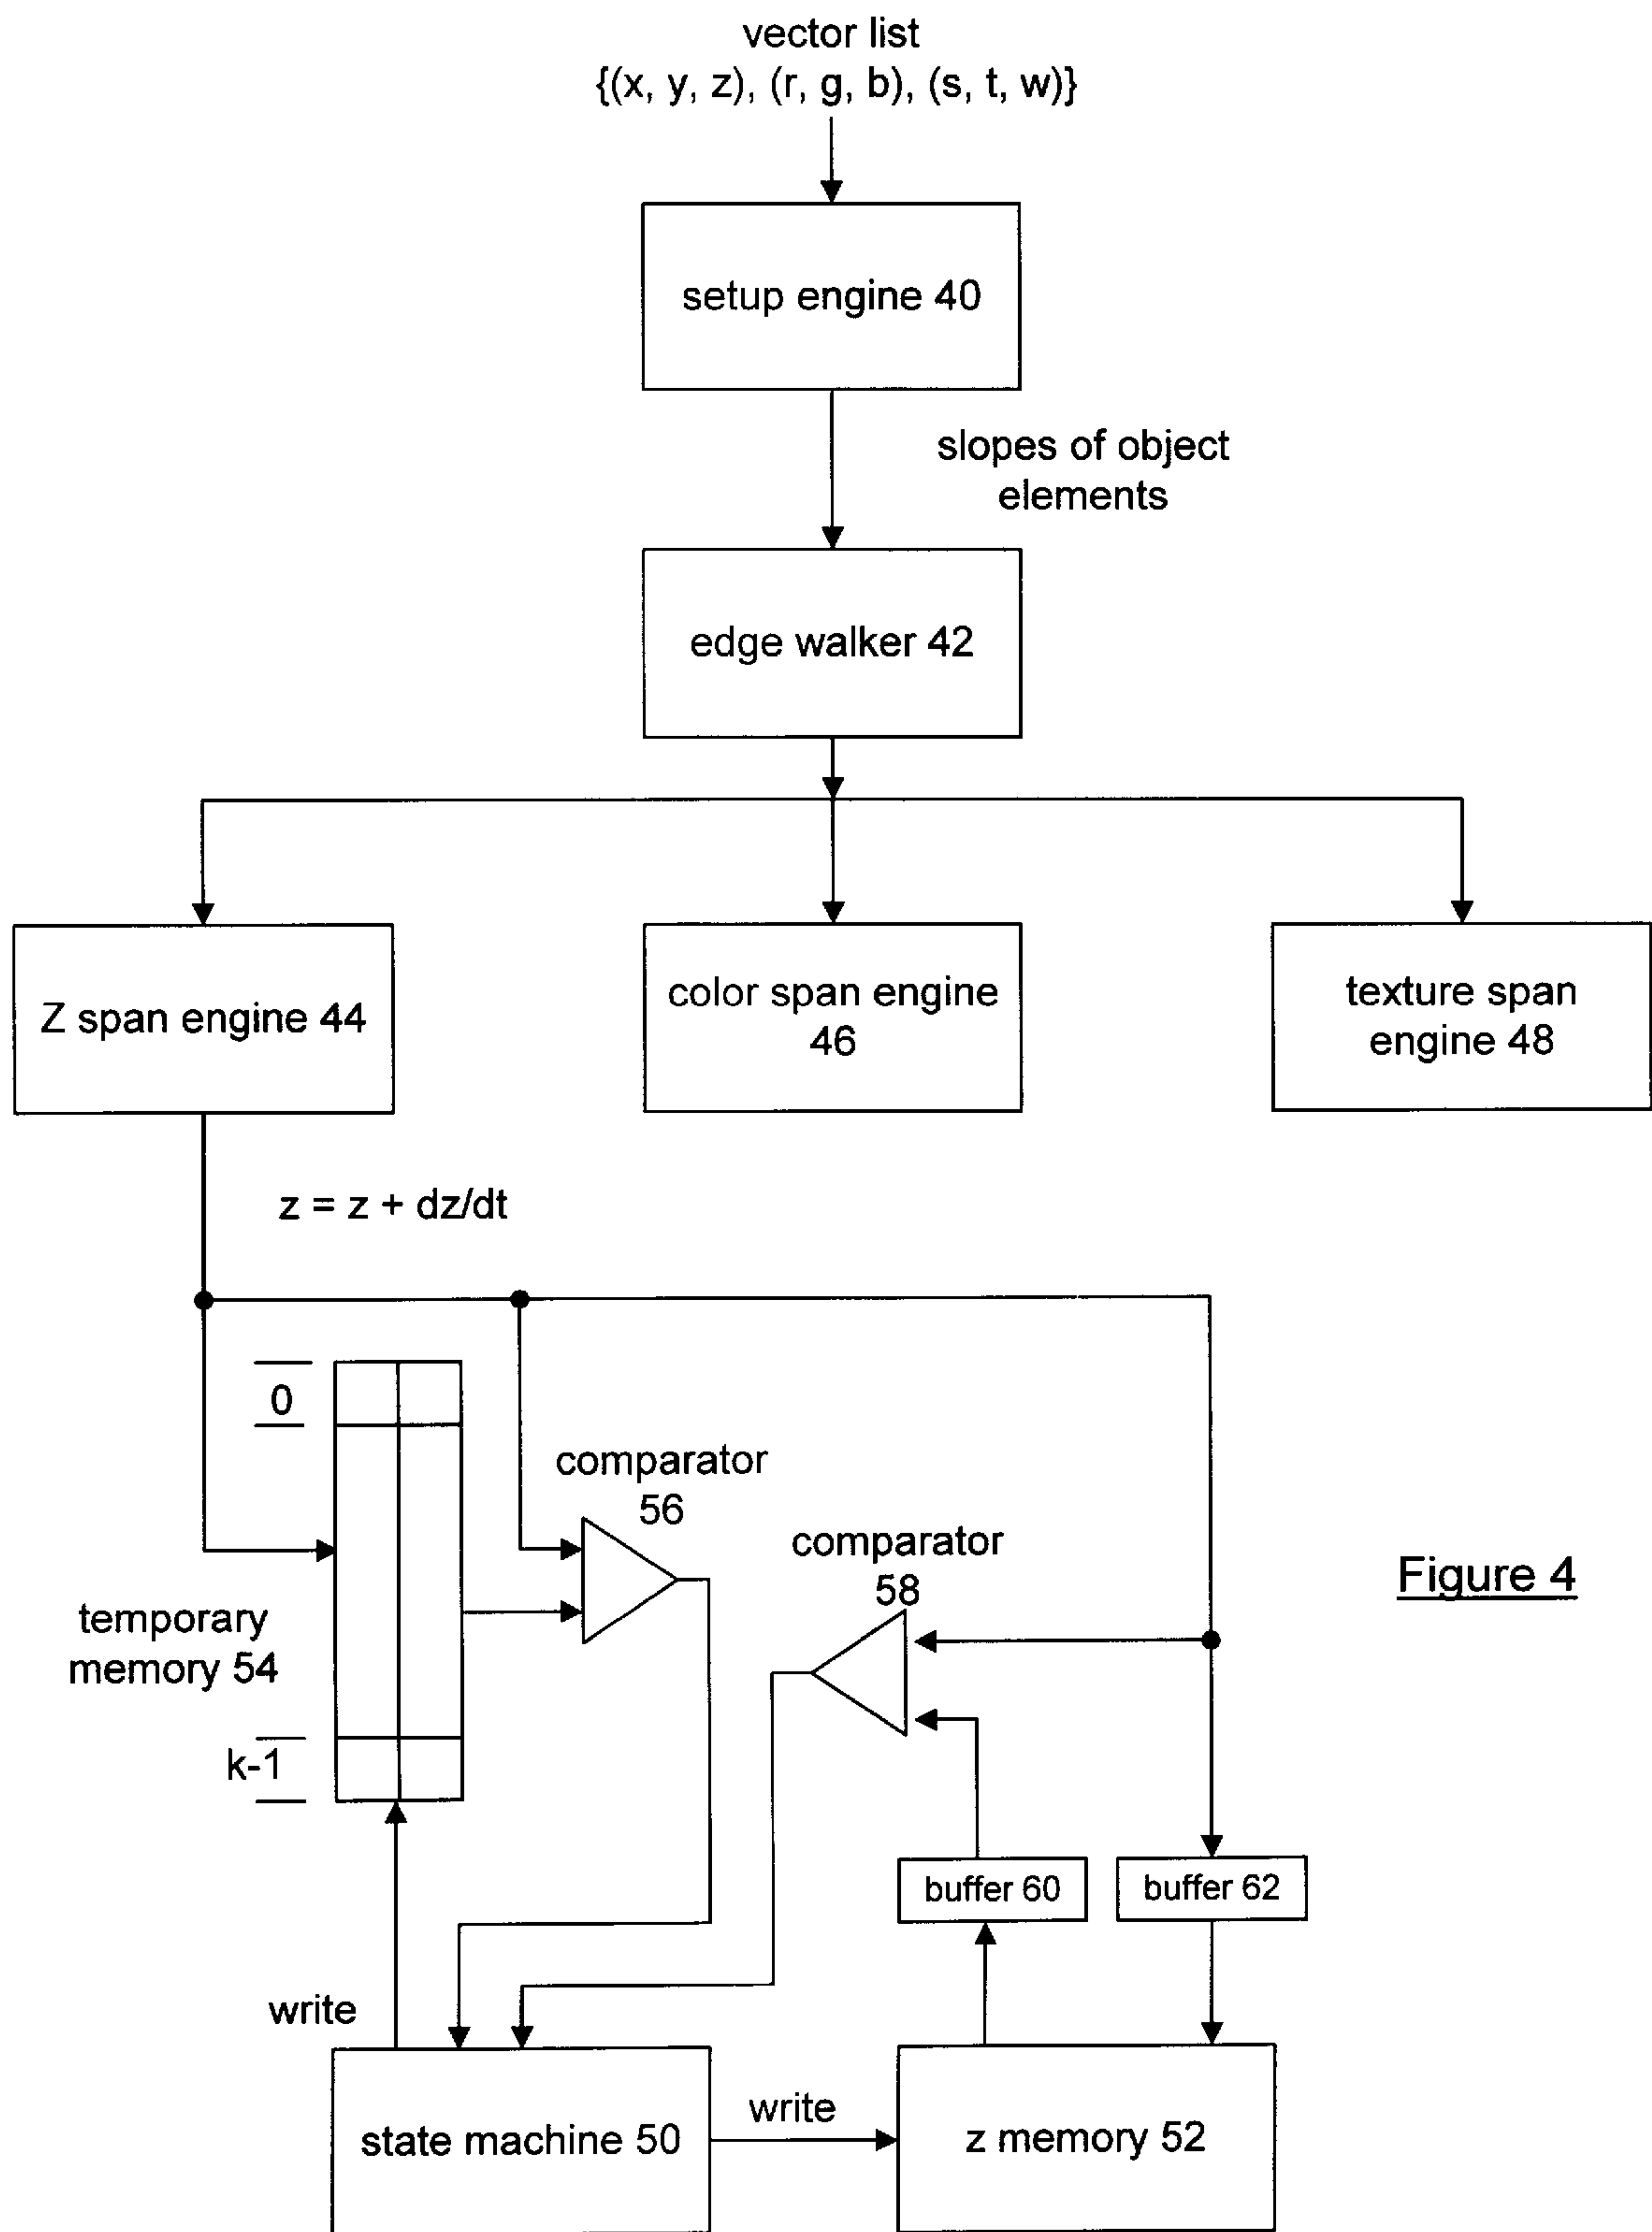 vector list
{(x, y, z), (r, g, b), (s, t, w)}
setup engine 40
slopes of object
elements
edge walker 42
Z span engine 44
color span engine
46
texture span
engine 48
z = z + dz/dt
0
comparator
56
comparator
58
Figure 4
temporary
memory 54
k-1
buffer 60
buffer 62
write
write
state machine 50
z memory 52